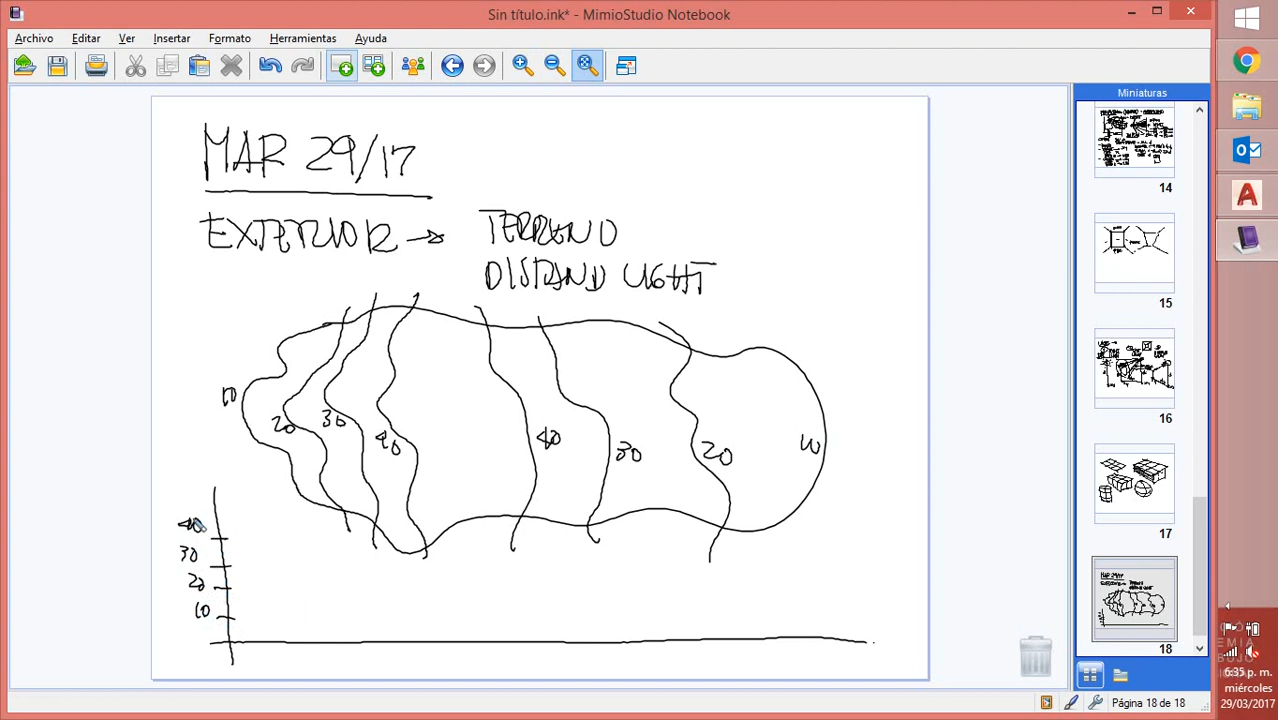 Sin título.ink* - MimioStudio Notebook
Archivo Editar Ver Insertar Formato Herramientas Ayuda
Miniaturas
MAR 29/17
EXTERIOR → TERRENO
DISTAND LIGHT
10 20 30 40 40 30 20 10
40
30
20
10
14
15
16
17
18
6:35 p. m.
miércoles
29/03/2017
Página 18 de 18